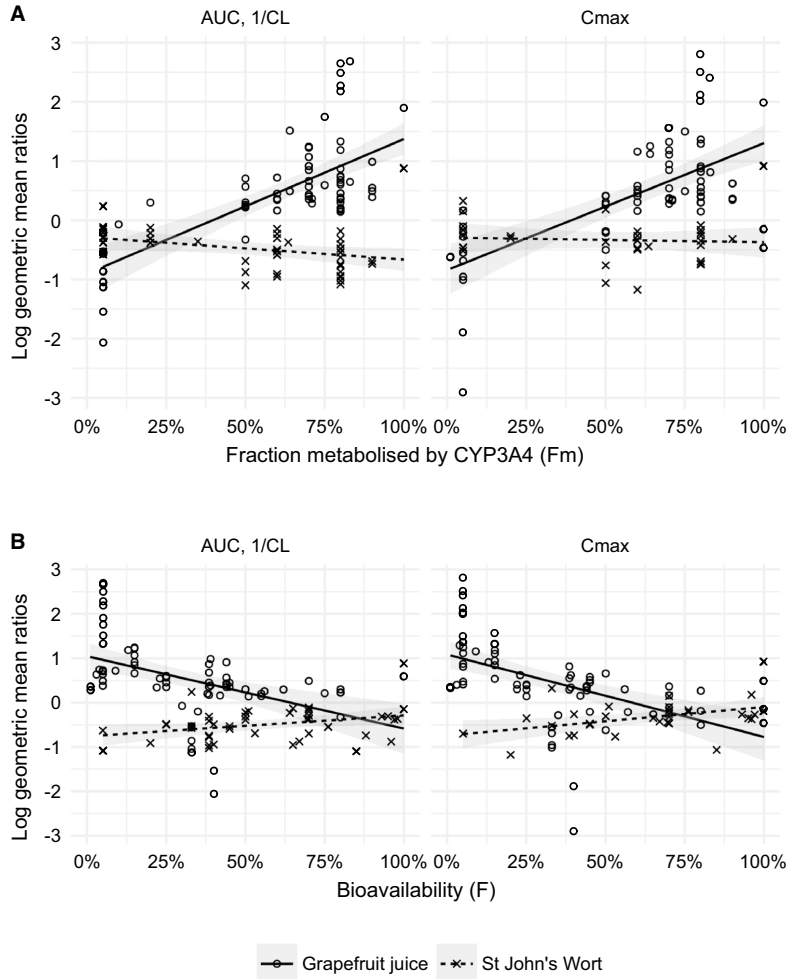 A
AUC, 1/CL
Cmax
Log geometric mean ratios
3
2
1
0
-1
-2
-3
0%
25%
50%
75%
100%
0%
25%
50%
75%
100%
Fraction metabolised by CYP3A4 (Fm)
B
AUC, 1/CL
Cmax
Log geometric mean ratios
3
2
1
0
-1
-2
-3
0%
25%
50%
75%
100%
0%
25%
50%
75%
100%
Bioavailability (F)
Grapefruit juice
St John's Wort